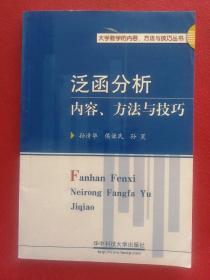 大学数学的内容、方法与技巧丛书
泛函分析
内容、方法与技巧
孙清华 侯谦民 孙昊
Fanhan Fenxi
Neirong Fangfa Yu
Jiqiao
华中科技大学出版社